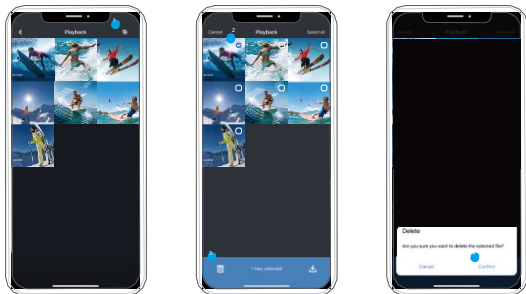 Playback
Cancel
Playback
Select all
2
1 files selected
Delete
Are you sure you want to delete the selected file?
Cancel
Confirm